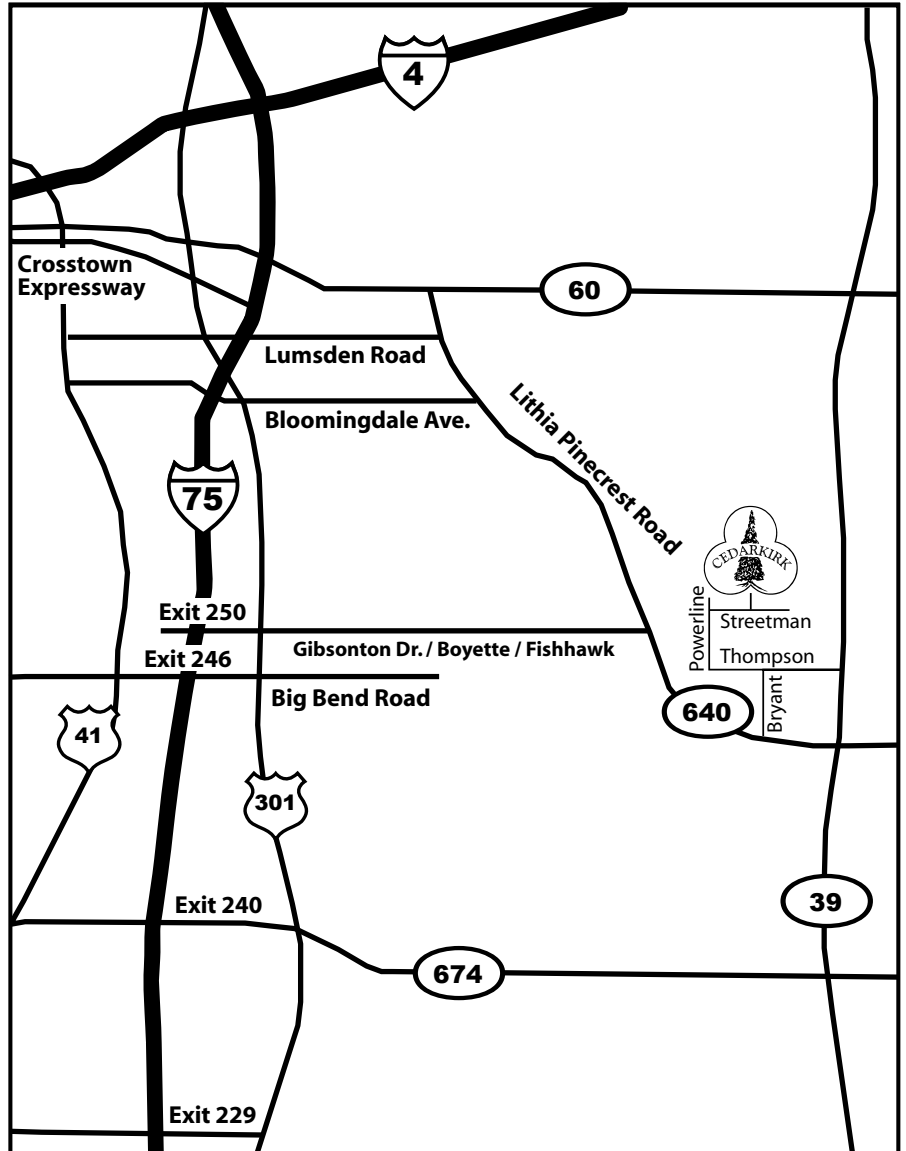 4
Crosstown
Expressway
60
Lumsden Road
Bloomingdale Ave.
Lithia Pinecrest Road
75
CEDARKIRK
Powerline
Streetman
Exit 250
Gibsonton Dr. / Boyette / Fishhawk
Thompson
Exit 246
Big Bend Road
Bryant
640
41
301
39
Exit 240
674
Exit 229